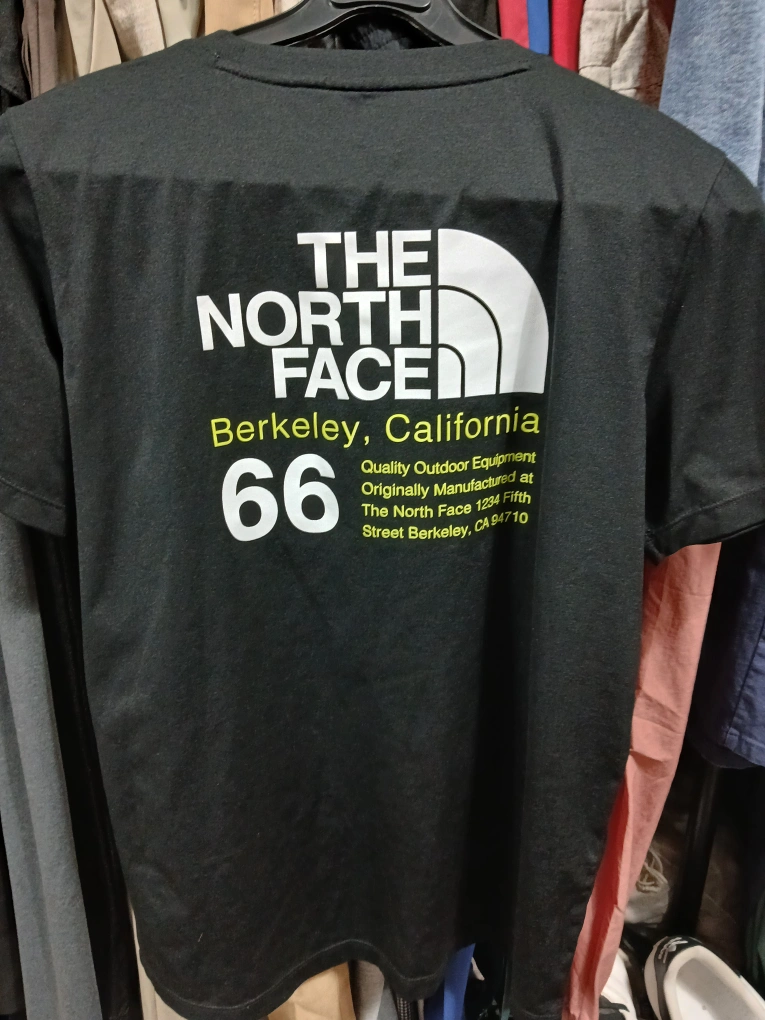 THE
NORTH
FACE
Berkeley, California
66
Quality Outdoor Equipment
Originally Manufactured at
The North Face 1234 Fifth
Street Berkeley, CA 94710